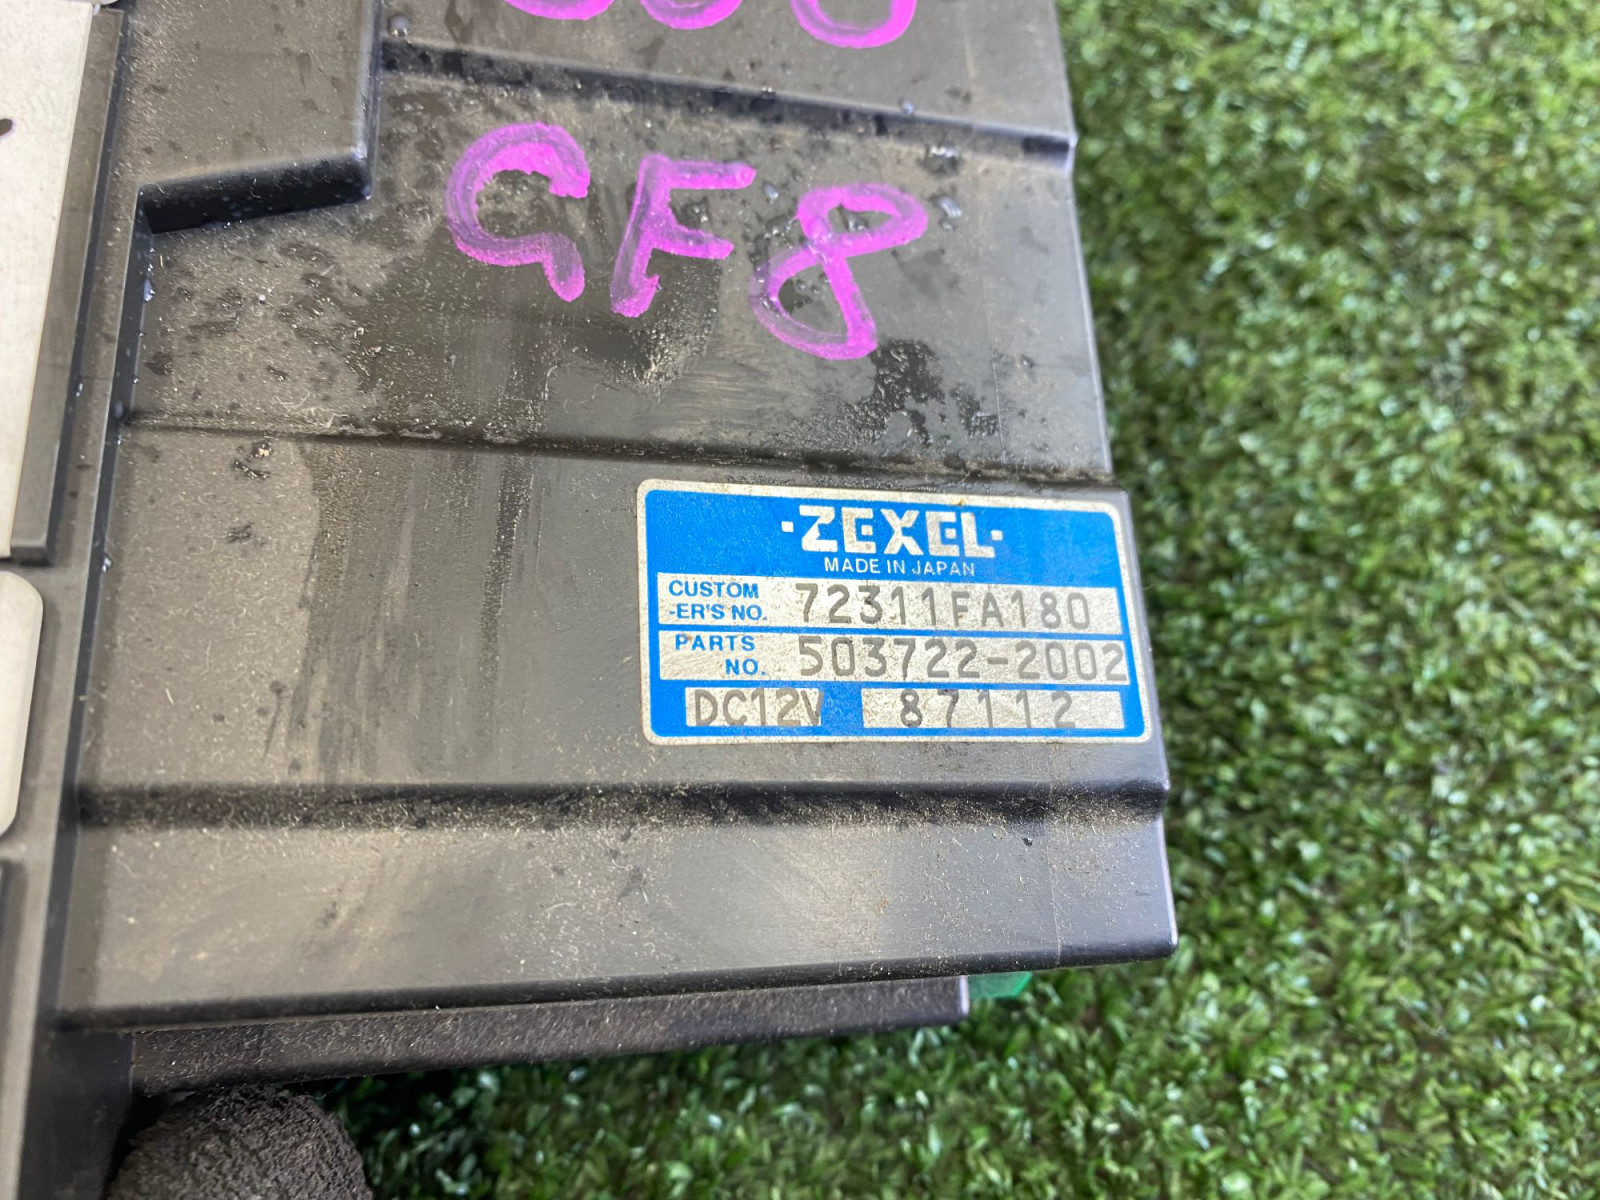 GF8
·ZEXEL·
MADE IN JAPAN
CUSTOM
-ER'S NO. 72311FA180
PARTS
NO. 503722-2002
DC12V 87112